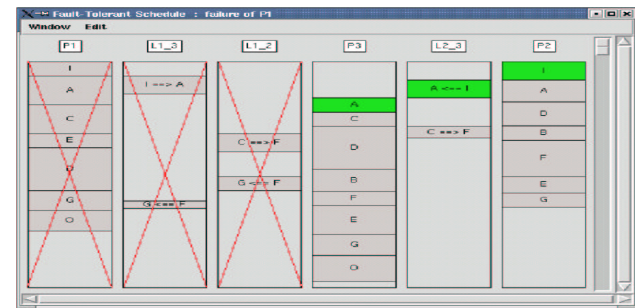 Fault-Tolerant Schedule : failure of P1
Window Edit
P1
I
A
C
E
G
O
L1_3
I ==> A
G <== F
L1_2
C ==> F
G <== F
P3
A
C
D
B
F
E
G
O
L2_3
A <== I
C ==> F
P2
I
A
D
B
F
E
G